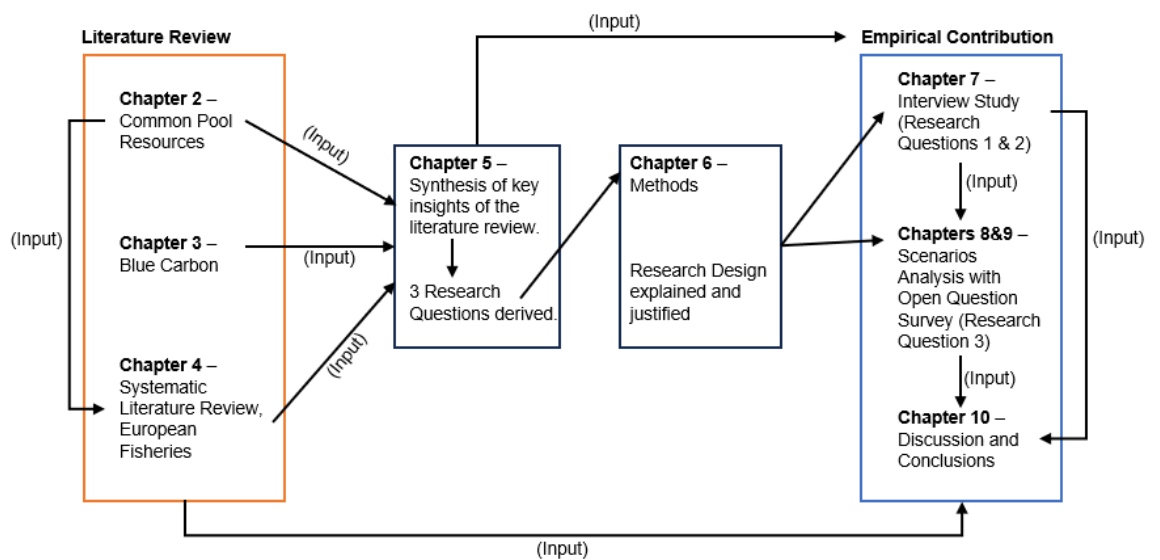 (Input)
Literature Review
Empirical Contribution
Chapter 2 –
Common Pool
Resources
(Input)
(Input)
Chapter 3 –
Blue Carbon
(Input)
Chapter 4 –
Systematic
Literature Review,
European
Fisheries
(Input)
Chapter 5 –
Synthesis of key
insights of the
literature review.
3 Research
Questions derived.
Chapter 6 –
Methods
Research Design
explained and
justified
Chapter 7 –
Interview Study
(Research
Questions 1 & 2)
(Input)
Chapters 8&9 –
Scenarios
Analysis with
Open Question
Survey (Research
Question 3)
(Input)
(Input)
Chapter 10 –
Discussion and
Conclusions
(Input)